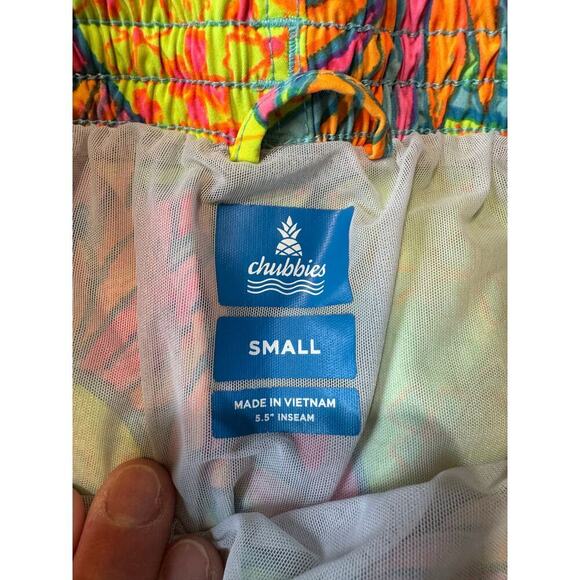 chubbies
SMALL
MADE IN VIETNAM
5.5" INSEAM